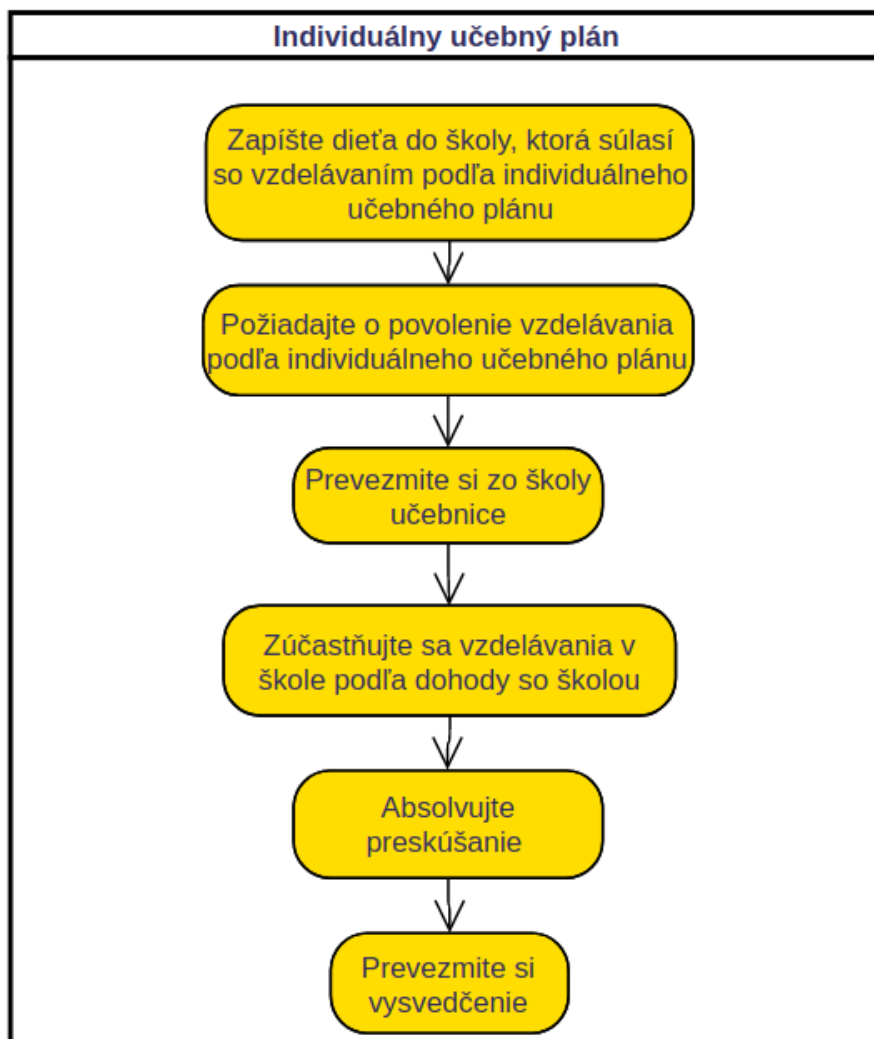 Individuálny učebný plán
Zapíšte dieťa do školy, ktorá súlasí
so vzdelávaním podľa individuálneho
učebného plánu
Požiadajte o povolenie vzdelávania
podľa individuálneho učebného plánu
Prevezmite si zo školy
učebnice
Zúčastňujte sa vzdelávania v
škole podľa dohody so školou
Absolvujte
preskúšanie
Prevezmite si
vysvedčenie